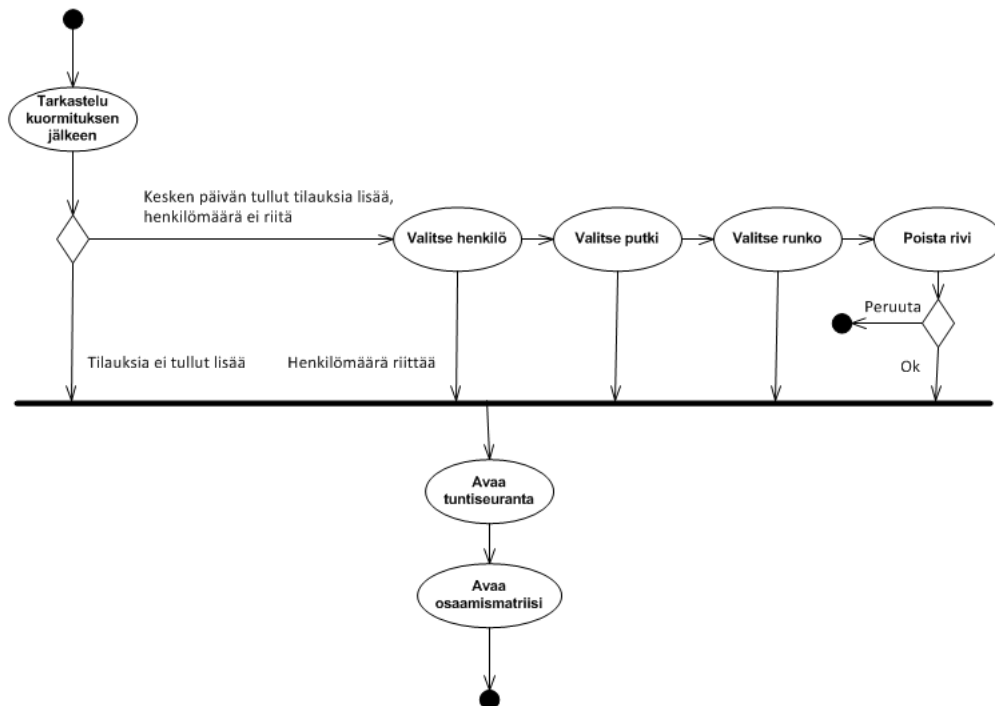 Tarkastelu
kuormituksen
jälkeen
Kesken päivän tullut tilauksia lisää,
henkilömäärä ei riitä
Valitse henkilö
Valitse putki
Valitse runko
Poista rivi
Peruuta
Tilauksia ei tullut lisää
Henkilömäärä riittää
Ok
Avaa
tuntiseuranta
Avaa
osaamismatriisi